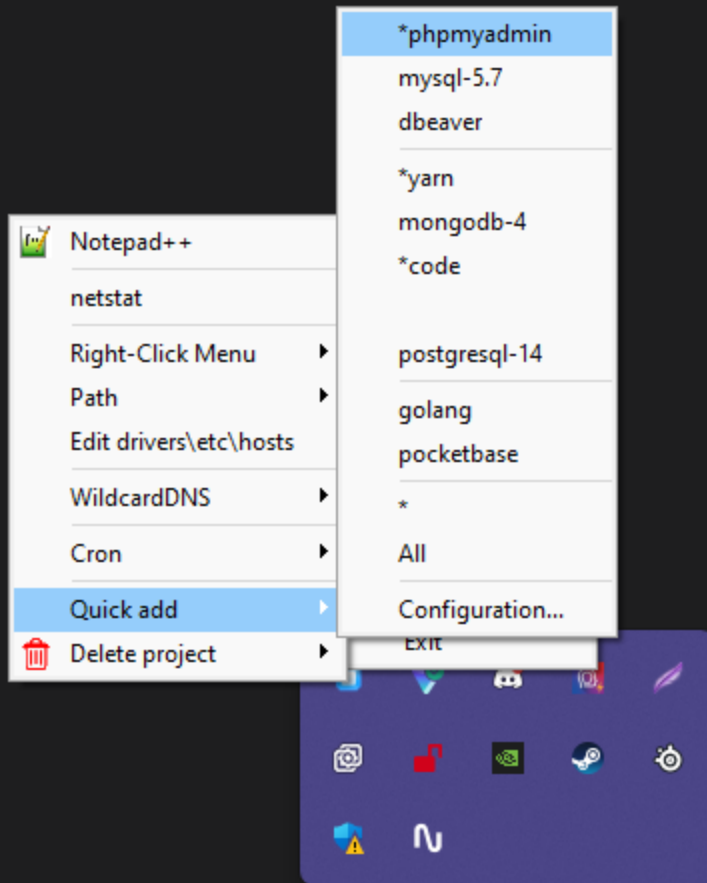 *phpmyadmin
mysql-5.7
dbeaver
*yarn
mongodb-4
*code
postgresql-14
golang
pocketbase
*
All
Configuration...
Notepad++
netstat
Right-Click Menu
Path
Edit drivers\etc\hosts
WildcardDNS
Cron
Quick add
Delete project
Exit